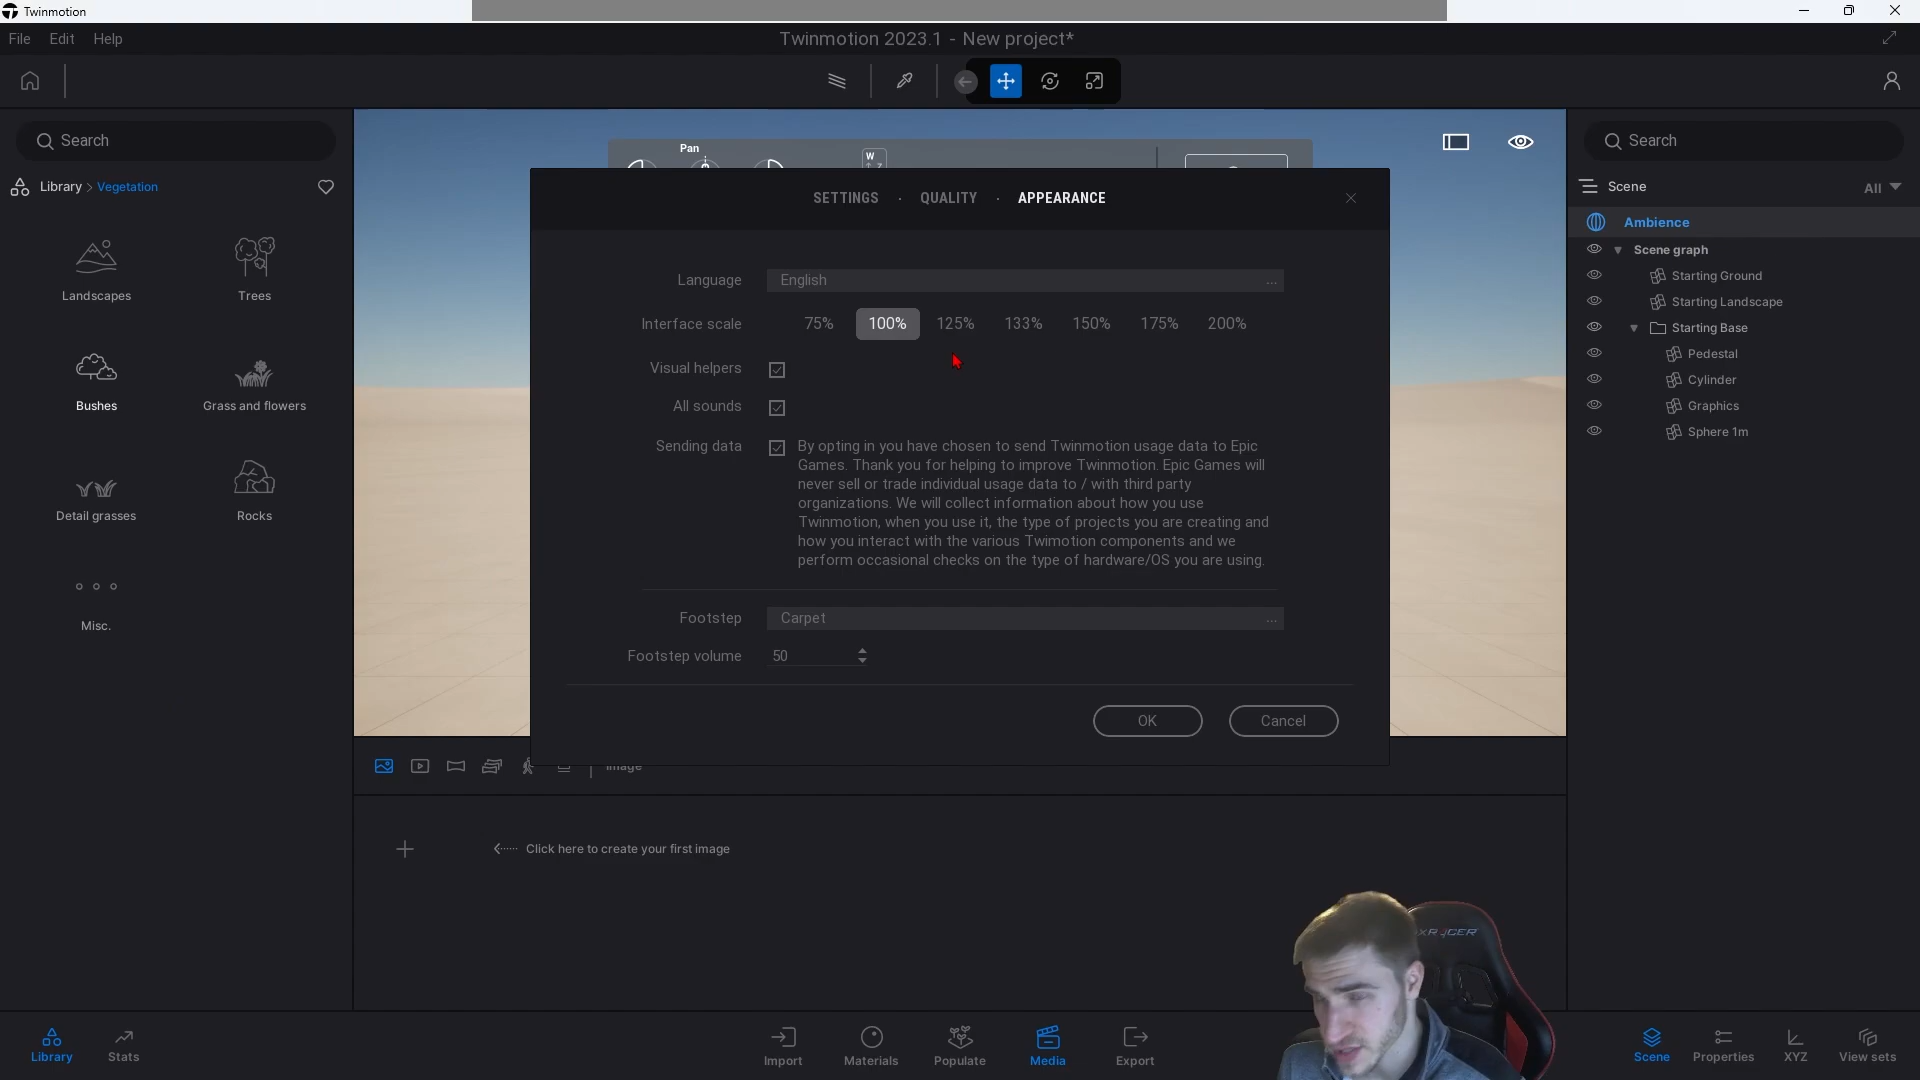 Twinmotion
File Edit Help
Twinmotion 2023.1 - New project*
Search
Library > Vegetation
Landscapes
Trees
Bushes
Grass and flowers
Detail grasses
Rocks
Misc.
Pan
W
SETTINGS · QUALITY · APPEARANCE
Language English ...
Interface scale 75% 100% 125% 133% 150% 175% 200%
Visual helpers
All sounds
Sending data By opting in you have chosen to send Twinmotion usage data to Epic
Games. Thank you for helping to improve Twinmotion. Epic Games will
never sell or trade individual usage data to / with third party
organizations. We will collect information about how you use
Twinmotion, when you use it, the type of projects you are creating and
how you interact with the various Twimotion components and we
perform occasional checks on the type of hardware/OS you are using.
Footstep Carpet ...
Footstep volume 50
OK Cancel
Image
Click here to create your first image
Search
Scene All
Ambience
Scene graph
Starting Ground
Starting Landscape
Starting Base
Pedestal
Cylinder
Graphics
Sphere 1m
Library Stats Import Materials Populate Media Export Scene Properties XYZ View sets